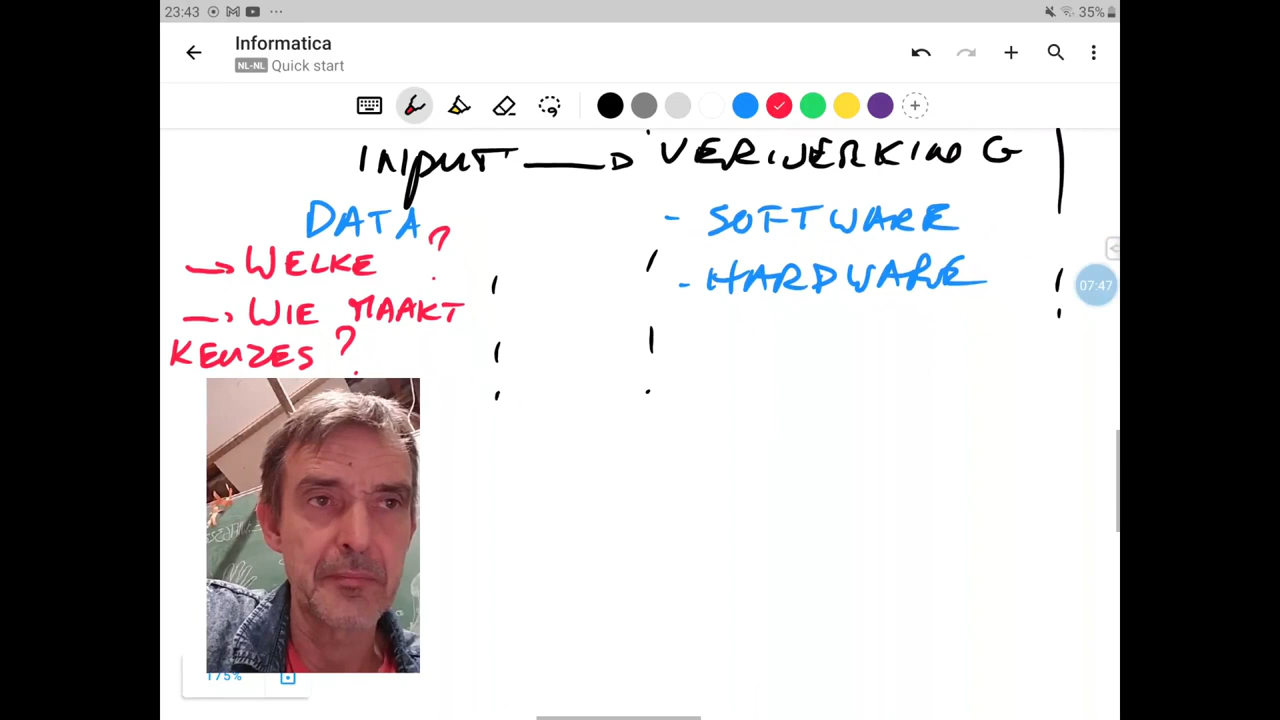 23:43 35%
Informatica
NL-NL Quick start
INPUT → VERWERKING
DATA - SOFTWARE
→ WELKE ? - HARDWARE
07:47
→ WIE MAAKT
KEUZES ?
175%